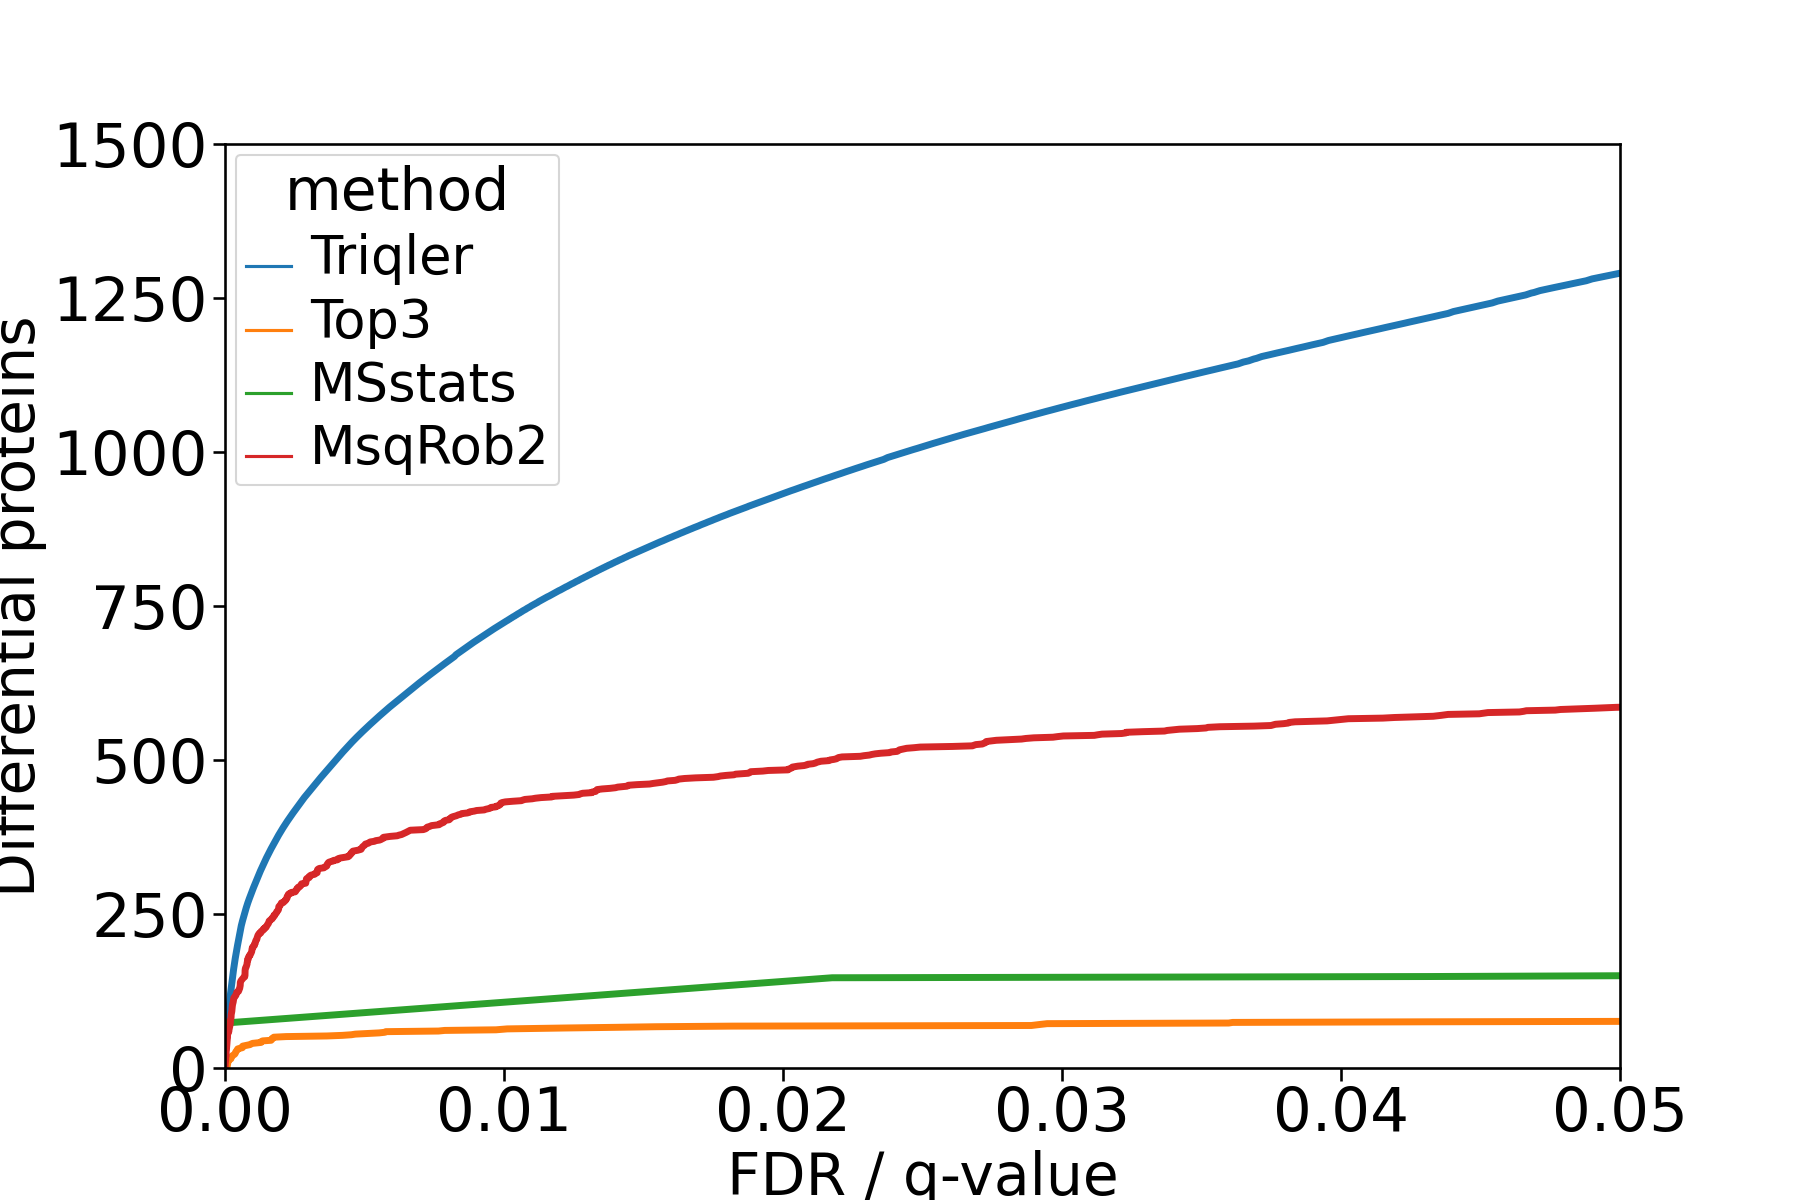 1500
1250
1000
750
500
250
0
Differential proteins
method
Triqler
Top3
MSstats
MsqRob2
0.00 0.01 0.02 0.03 0.04 0.05
FDR / q-value